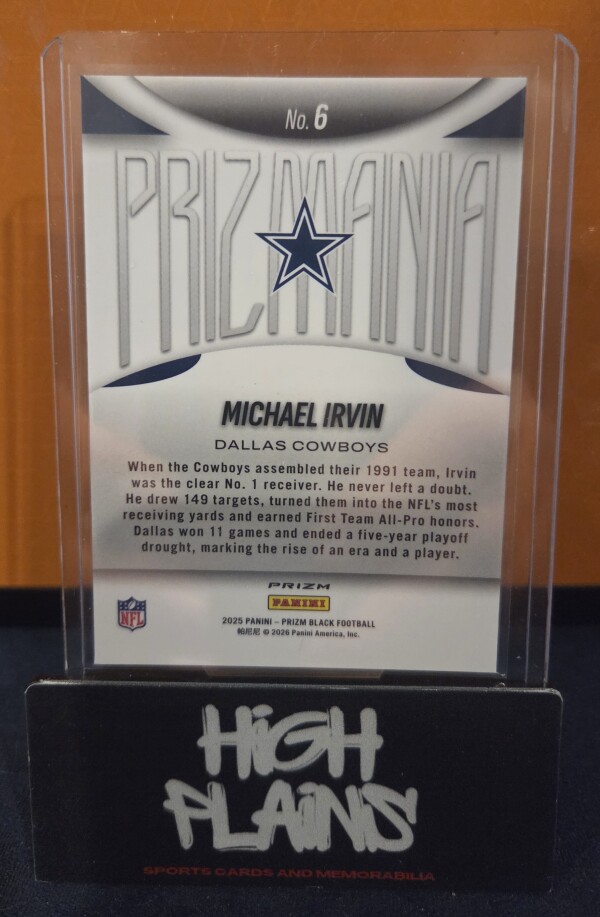 No. 6
PRIZMANIA
MICHAEL IRVIN
DALLAS COWBOYS
When the Cowboys assembled their 1991 team, Irvin
was the clear No. 1 receiver. He never left a doubt.
He drew 149 targets, turned them into the NFL's most
receiving yards and earned First Team All-Pro honors.
Dallas won 11 games and ended a five-year playoff
drought, marking the rise of an era and a player.
PRIZM
PANINI
NFL
2025 PANINI – PRIZM BLACK FOOTBALL
帕尼尼 © 2026 Panini America, Inc.
HiGH
PLAiNS
SPORTS CARDS AND MEMORABILIA